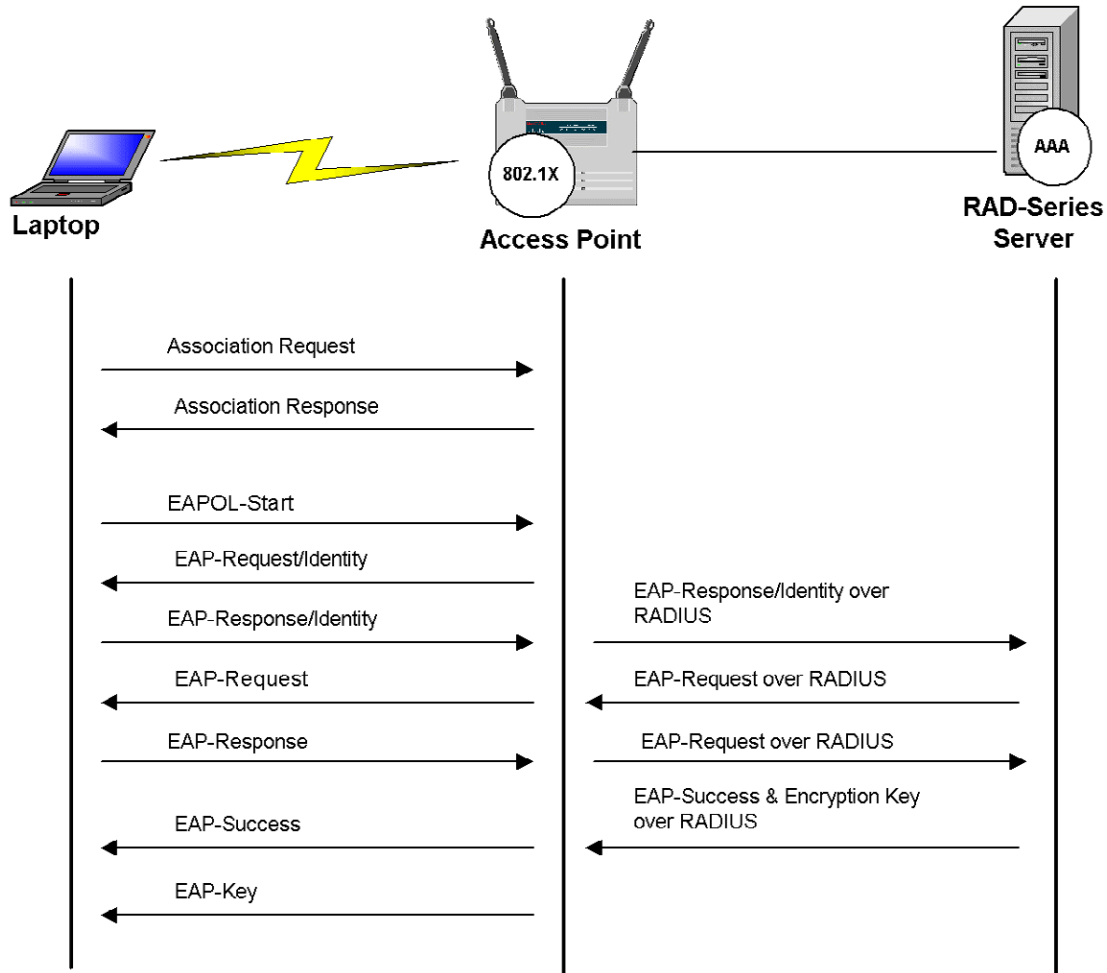 802.1X
AAA
Laptop
Access Point
RAD-Series
Server
Association Request
Association Response
EAPOL-Start
EAP-Request/Identity
EAP-Response/Identity over
RADIUS
EAP-Response/Identity
EAP-Request
EAP-Request over RADIUS
EAP-Response
EAP-Request over RADIUS
EAP-Success & Encryption Key
over RADIUS
EAP-Success
EAP-Key